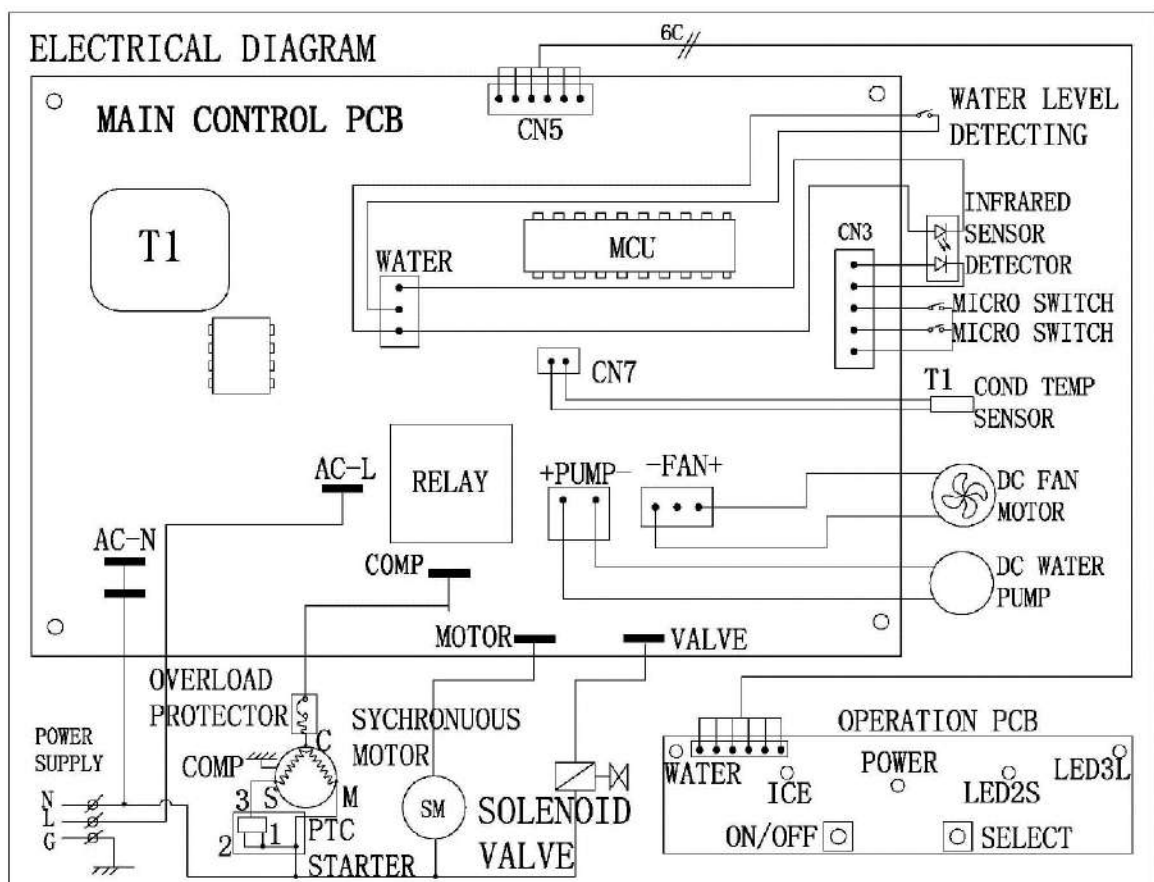 ELECTRICAL DIAGRAM
6C
MAIN CONTROL PCB
CN5
WATER LEVEL
DETECTING
T1
MCU
WATER
CN3
INFRARED
SENSOR
DETECTOR
MICRO SWITCH
MICRO SWITCH
CN7
T1
COND TEMP
SENSOR
AC-L
RELAY
+PUMP-
-FAN+
DC FAN
MOTOR
AC-N
COMP
DC WATER
PUMP
MOTOR
VALVE
OVERLOAD
PROTECTOR
SYCHRONUOUS
MOTOR
OPERATION PCB
POWER
SUPPLY
C
COMP
S
M
3
N
L
G
2
1
PTC
STARTER
SM
SOLENOID
VALVE
WATER
ICE
POWER
LED2S
LED3L
ON/OFF
SELECT